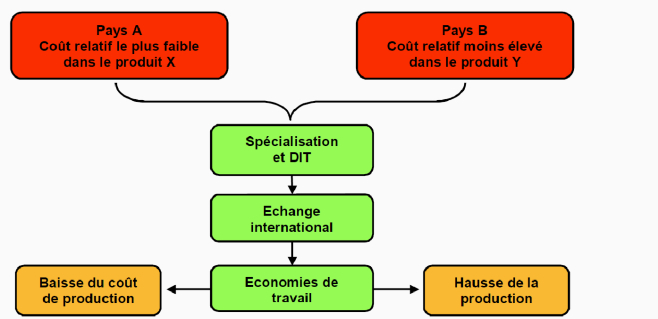 Pays A
Coût relatif le plus faible
dans le produit X
Pays B
Coût relatif moins élevé
dans le produit Y
Spécialisation
et DIT
Echange
international
Baisse du coût
de production
Economies de
travail
Hausse de la
production